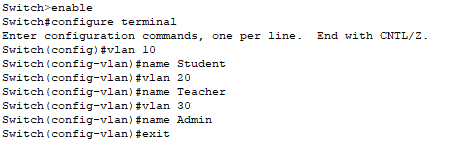 Switch>enable
Switch#configure terminal
Enter configuration commands, one per line.  End with CNTL/Z.
Switch(config)#vlan 10
Switch(config-vlan)#name Student
Switch(config-vlan)#vlan 20
Switch(config-vlan)#name Teacher
Switch(config-vlan)#vlan 30
Switch(config-vlan)#name Admin
Switch(config-vlan)#exit